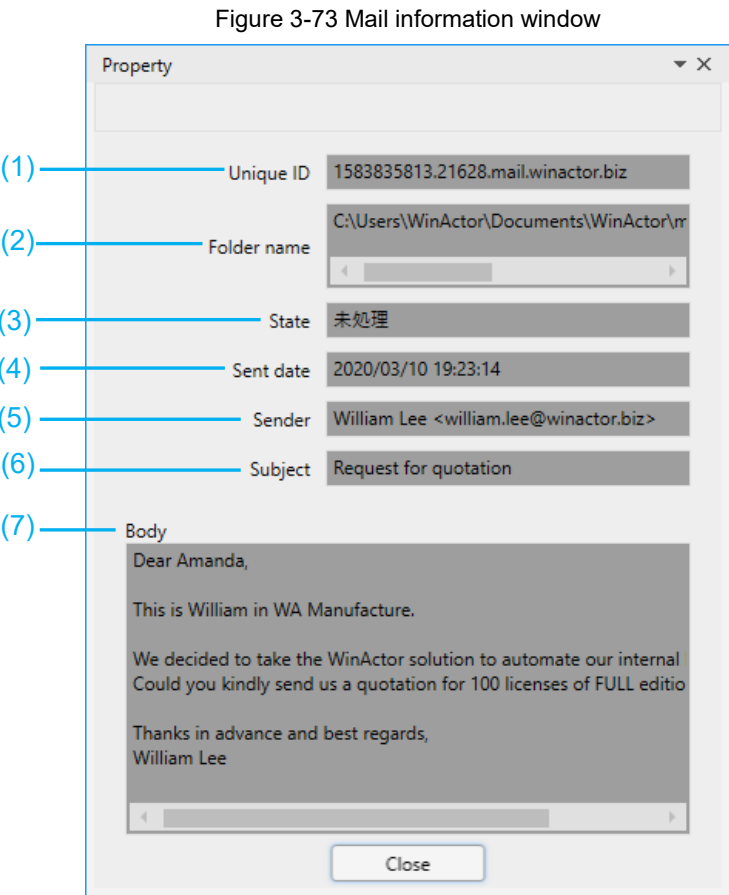 Figure 3-73 Mail information window
Property
(1) Unique ID 1583835813.21628.mail.winactor.biz
(2) Folder name C:\Users\WinActor\Documents\WinActor\m
(3) State 未処理
(4) Sent date 2020/03/10 19:23:14
(5) Sender William Lee <william.lee@winactor.biz>
(6) Subject Request for quotation
(7) Body
Dear Amanda,
This is William in WA Manufacture.
We decided to take the WinActor solution to automate our internal
Could you kindly send us a quotation for 100 licenses of FULL editio
Thanks in advance and best regards,
William Lee
Close